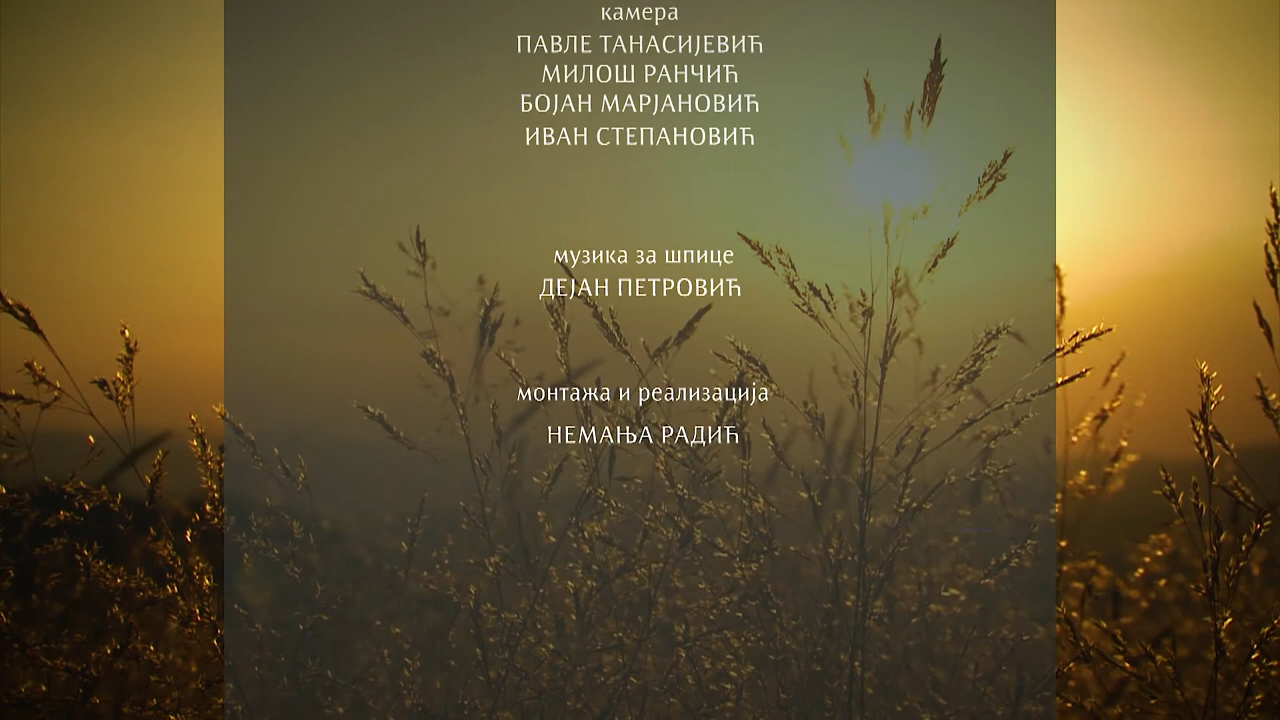 камера
ПАВЛЕ ТАНАСИЈЕВИЋ
МИЛОШ РАНЧИЋ
БОЈАН МАРЈАНОВИЋ
ИВАН СТЕПАНОВИЋ
музика за шпице
ДЕЈАН ПЕТРОВИЋ
монтажа и реализација
НЕМАЊА РАДИЋ